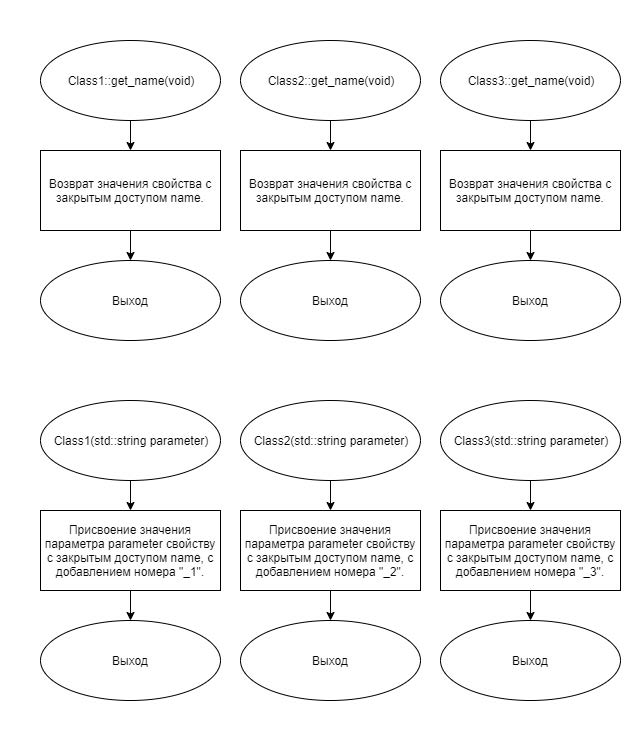 Class1::get_name(void)
Class2::get_name(void)
Class3::get_name(void)
Возврат значения свойства с
закрытым доступом name.
Возврат значения свойства с
закрытым доступом name.
Возврат значения свойства с
закрытым доступом name.
Выход
Выход
Выход
Class1(std::string parameter)
Class2(std::string parameter)
Class3(std::string parameter)
Присвоение значения
параметра parameter свойству
с закрытым доступом name, с
добавлением номера "_1".
Присвоение значения
параметра parameter свойству
с закрытым доступом name, с
добавлением номера "_2".
Присвоение значения
параметра parameter свойству
с закрытым доступом name, с
добавлением номера "_3".
Выход
Выход
Выход